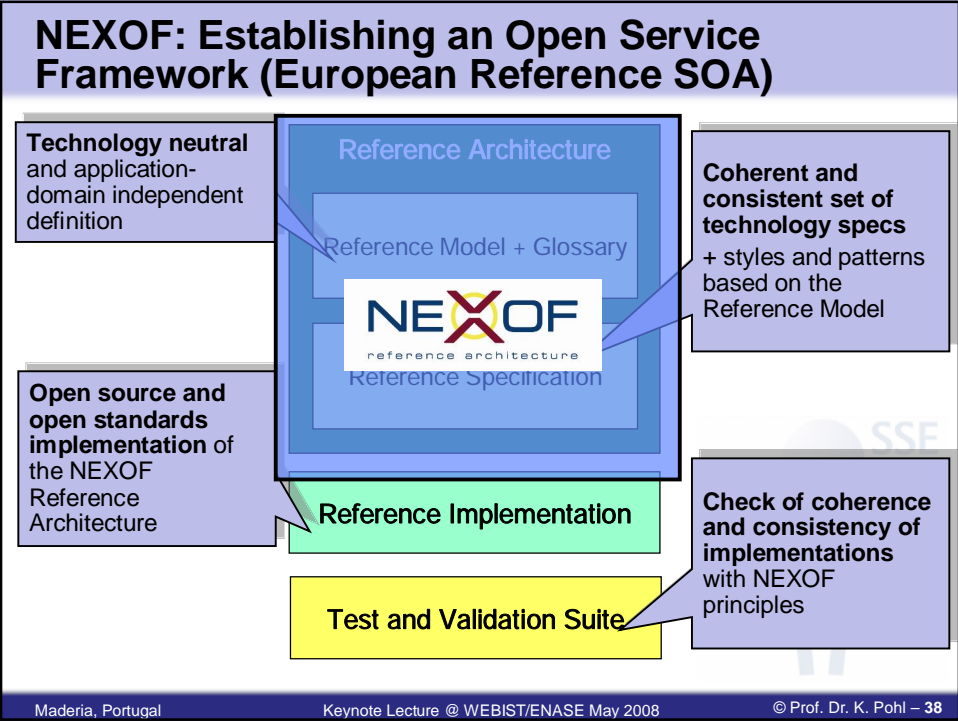 NEXOF: Establishing an Open Service
Framework (European Reference SOA)
Technology neutral
and application-
domain independent
definition
Reference Architecture
Reference Model + Glossary
NEXOF
reference architecture
Reference Specification
Coherent and
consistent set of
technology specs
+ styles and patterns
based on the
Reference Model
Open source and
open standards
implementation of
the NEXOF
Reference
Architecture
SSE
Reference Implementation
Check of coherence
and consistency of
implementations
with NEXOF
principles
Test and Validation Suite
Maderia, Portugal
Keynote Lecture @ WEBIST/ENASE May 2008
© Prof. Dr. K. Pohl – 38